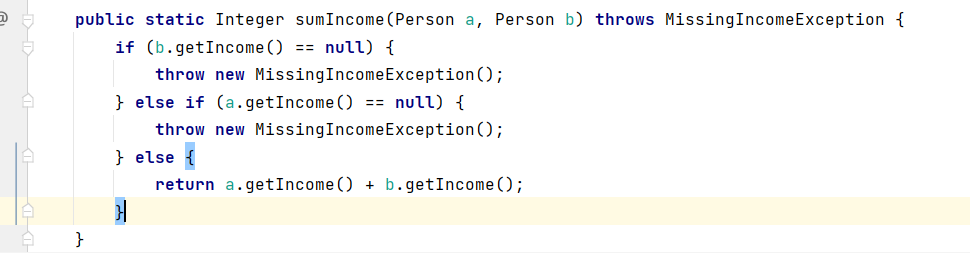 @ public static Integer sumIncome(Person a, Person b) throws MissingIncomeException {
if (b.getIncome() == null) {
throw new MissingIncomeException();
} else if (a.getIncome() == null) {
throw new MissingIncomeException();
} else {
return a.getIncome() + b.getIncome();
}
}